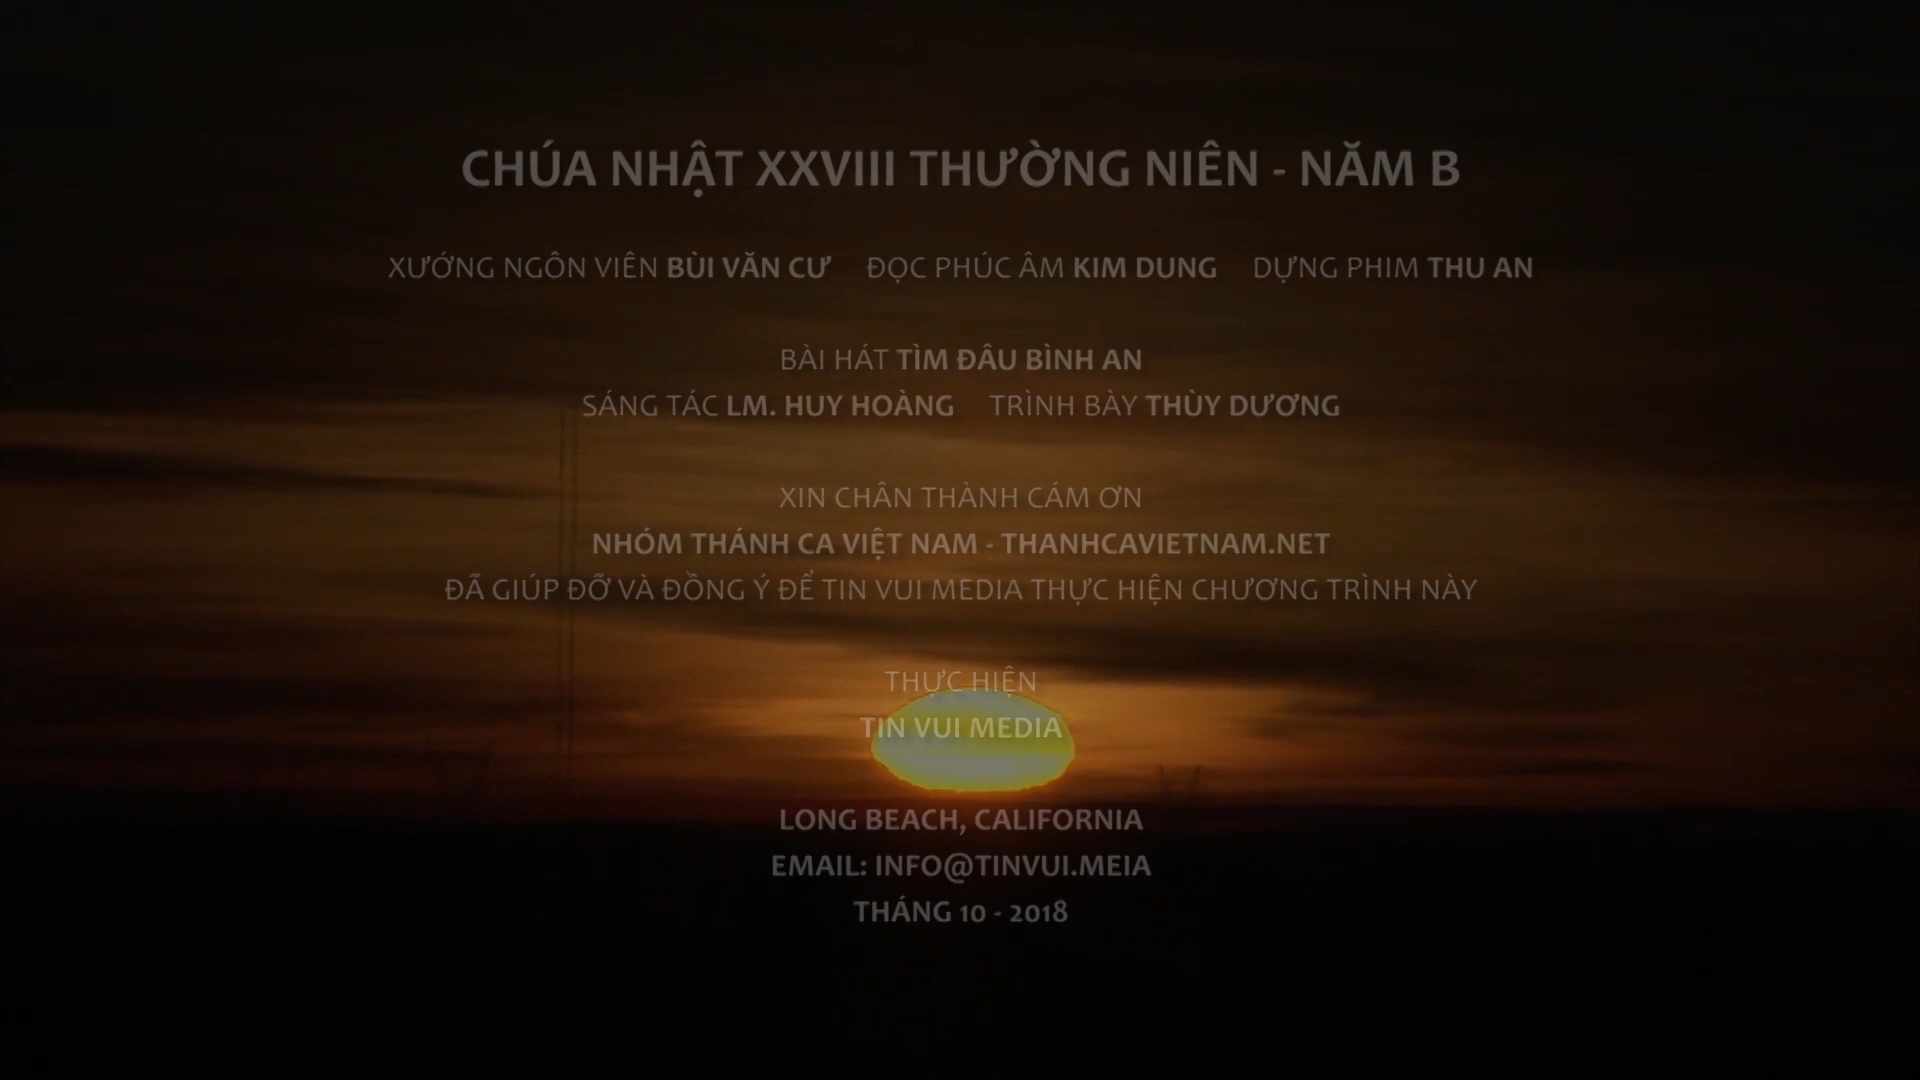 CHÚA NHẬT XXVIII THƯỜNG NIÊN - NĂM B
XƯỚNG NGÔN VIÊN BÙI VĂN CƯ ĐỌC PHÚC ÂM KIM DUNG DỰNG PHIM THU AN
BÀI HÁT TÌM ĐÂU BÌNH AN
SÁNG TÁC LM. HUY HOÀNG TRÌNH BÀY THÙY DƯƠNG
XIN CHÂN THÀNH CÁM ƠN
NHÓM THÁNH CA VIỆT NAM - THANHCAVIETNAM.NET
ĐÃ GIÚP ĐỠ VÀ ĐỒNG Ý ĐỂ TIN VUI MEDIA THỰC HIỆN CHƯƠNG TRÌNH NÀY
THỰC HIỆN
TIN VUI MEDIA
LONG BEACH, CALIFORNIA
EMAIL: INFO@TINVUI.MEIA
THÁNG 10 - 2018